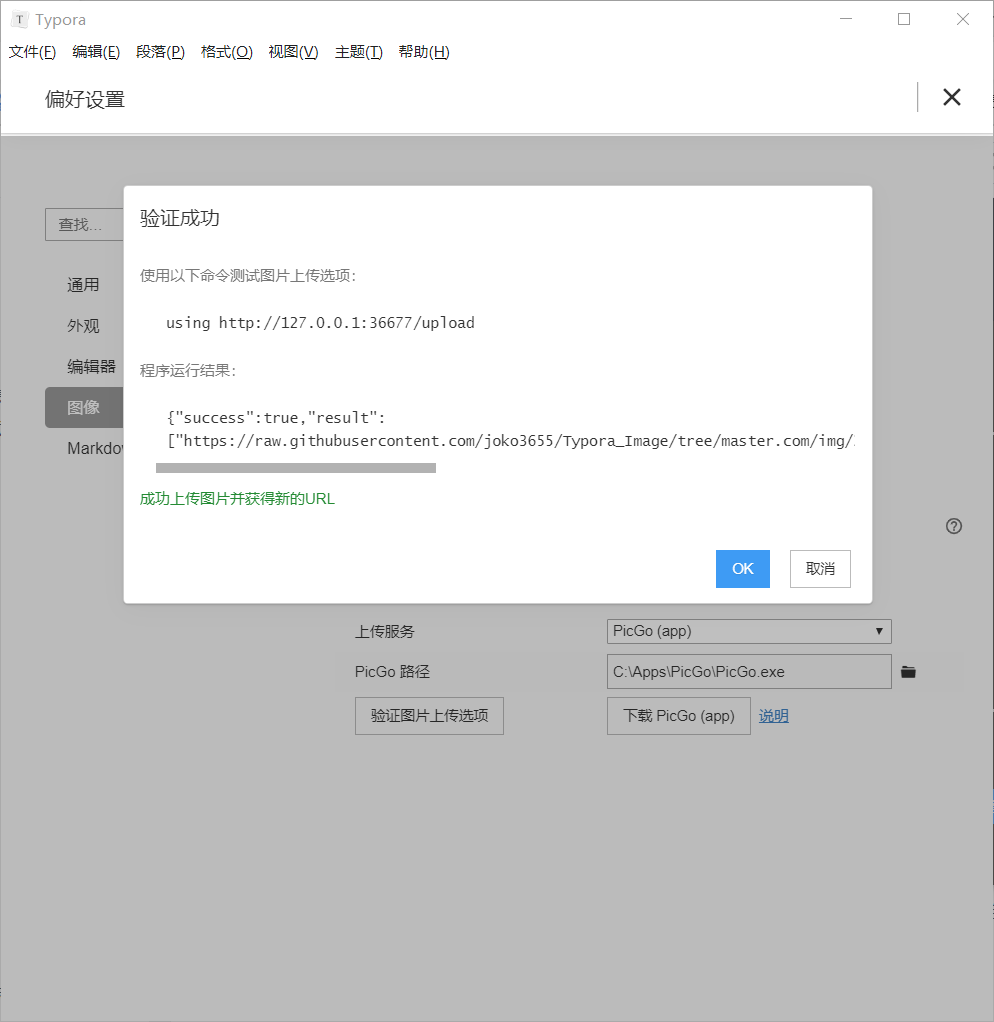 Typora
文件(F) 编辑(E) 段落(P) 格式(O) 视图(V) 主题(T) 帮助(H)
偏好设置
查找...
通用
外观
编辑器
图像
Markdo
验证成功
使用以下命令测试图片上传选项:
using http://127.0.0.1:36677/upload
程序运行结果:
{"success":true,"result":
["https://raw.githubusercontent.com/joko3655/Typora_Image/tree/master.com/img/
成功上传图片并获得新的URL
OK 取消
上传服务 PicGo (app)
PicGo 路径 C:\Apps\PicGo\PicGo.exe
验证图片上传选项 下载 PicGo (app) 说明